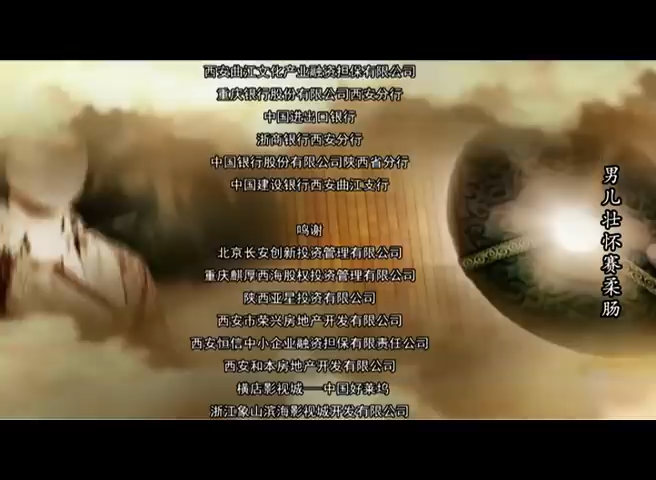 西安曲江文化产业融资担保有限公司
重庆银行股份有限公司西安分行
中国进出口银行
浙商银行西安分行
中国银行股份有限公司陕西省分行
中国建设银行西安曲江支行
鸣谢
北京长安创新投资管理有限公司
重庆麒厚西海股权投资管理有限公司
陕西亚星投资有限公司
西安市荣兴房地产开发有限公司
西安恒信中小企业融资担保有限责任公司
西安和本房地产开发有限公司
横店影视城——中国好莱坞
浙江象山滨海影视城开发有限公司
男儿壮怀赛柔肠